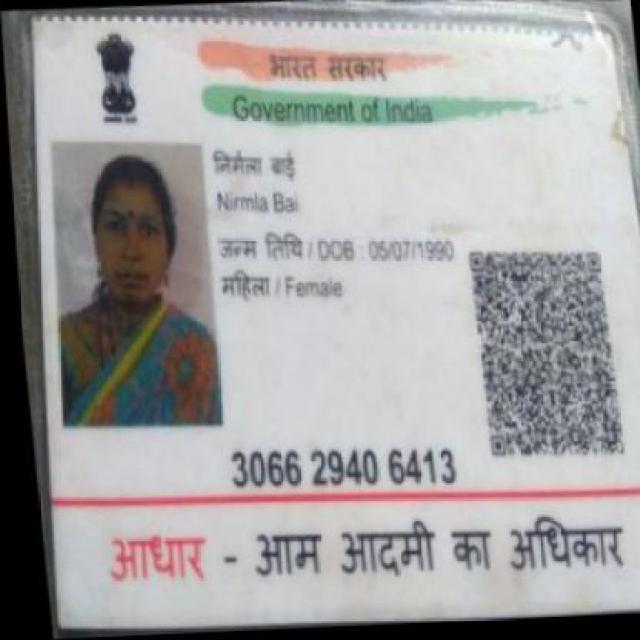 भारत सरकार
Government of India
निर्मला बाई
Nirmla Bai
जन्म तिथि / DOB : 05/07/1990
महिला / Female
3066 2940 6413
आधार - आम आदमी का अधिकार